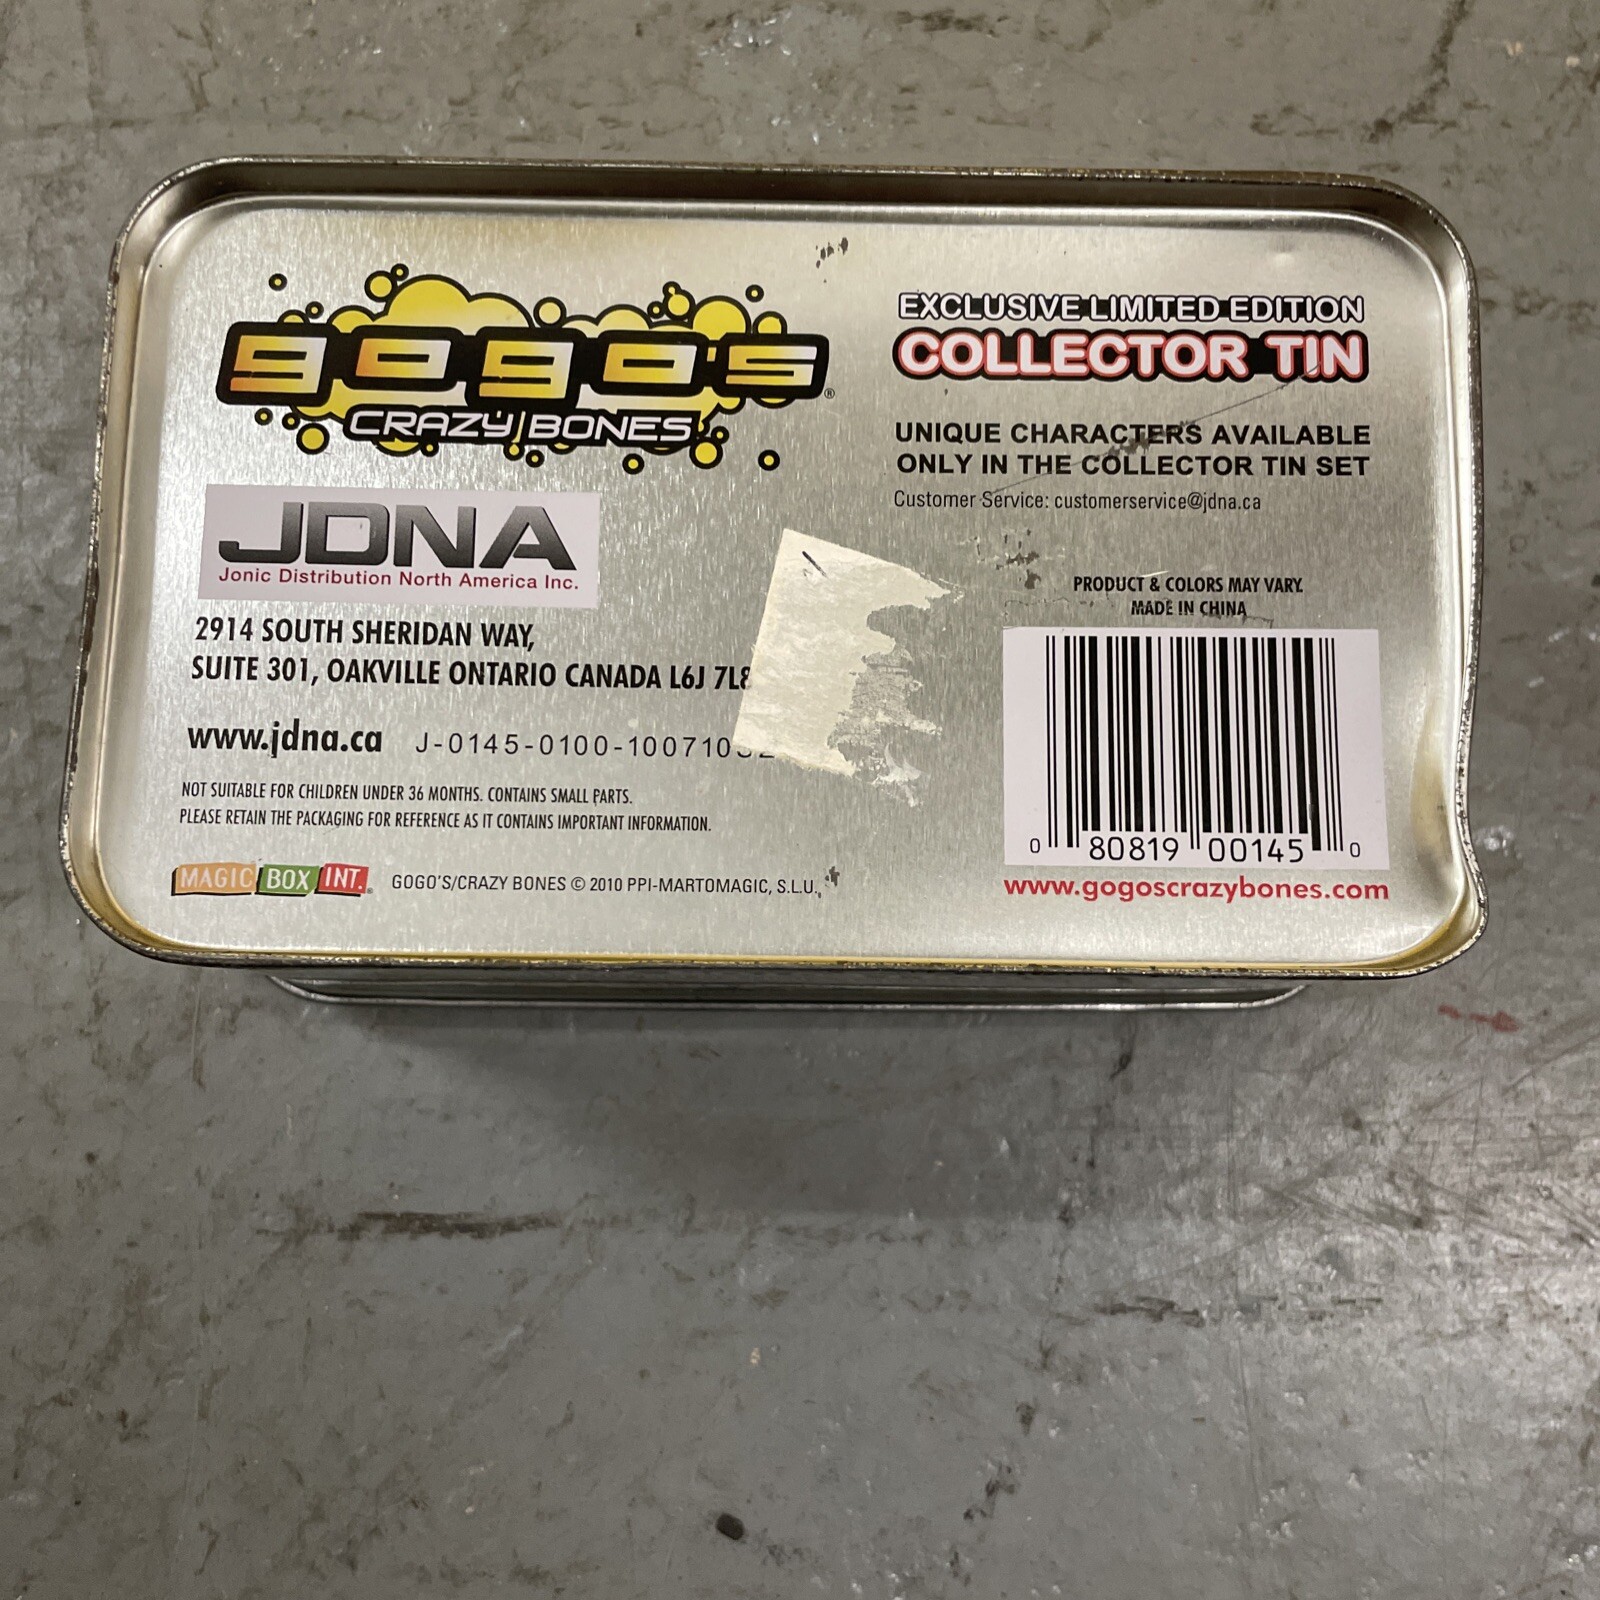 gogo's®
CRAZY BONES
JDNA
Jonic Distribution North America Inc.
2914 SOUTH SHERIDAN WAY,
SUITE 301, OAKVILLE ONTARIO CANADA L6J 7L8
www.jdna.ca
NOT SUITABLE FOR CHILDREN UNDER 36 MONTHS. CONTAINS SMALL PARTS.
PLEASE RETAIN THE PACKAGING FOR REFERENCE AS IT CONTAINS IMPORTANT INFORMATION.
MAGIC BOX INT. GOGO'S/CRAZY BONES © 2010 PPI-MARTOMAGIC, S.L.U.,
EXCLUSIVE LIMITED EDITION
COLLECTOR TIN
UNIQUE CHARACTERS AVAILABLE
ONLY IN THE COLLECTOR TIN SET
Customer Service: customerservice@jdna.ca
PRODUCT & COLORS MAY VARY.
MADE IN CHINA
0 80819 00145 0
www.gogoscrazybones.com